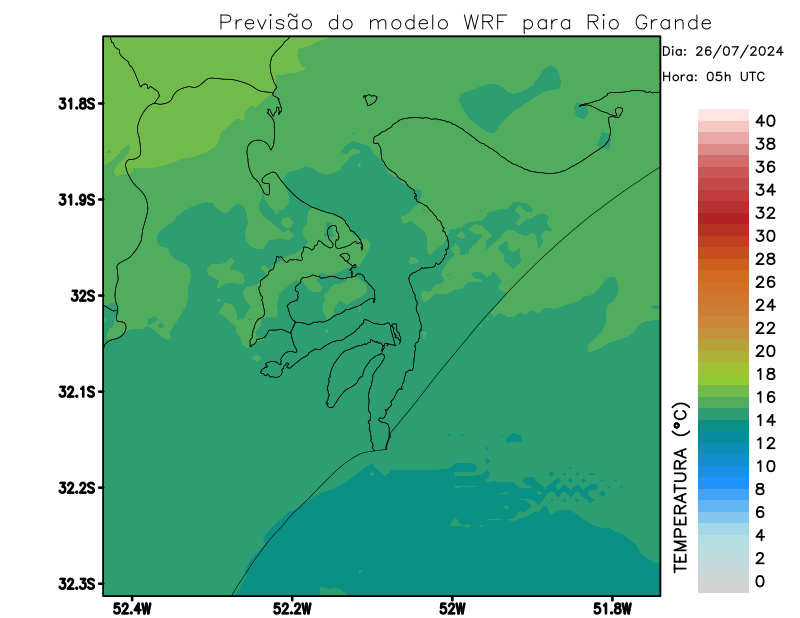 Previsão do modelo WRF para Rio Grande
Dia: 26/07/2024
Hora: 05h UTC
31.8S
31.9S
32S
32.1S
32.2S
32.3S
52.4W
52.2W
52W
51.8W
TEMPERATURA (°C)
40
38
36
34
32
30
28
26
24
22
20
18
16
14
12
10
8
6
4
2
0